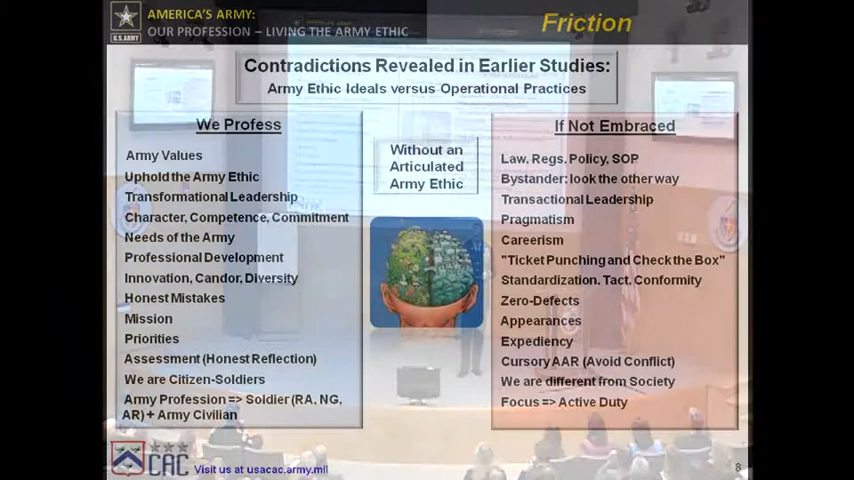 AMERICA'S ARMY:
OUR PROFESSION – LIVING THE ARMY ETHIC
Friction
U.S. ARMY
Contradictions Revealed in Earlier Studies:
Army Ethic Ideals versus Operational Practices
We Profess
Army Values
Uphold the Army Ethic
Transformational Leadership
Character, Competence, Commitment
Needs of the Army
Professional Development
Innovation, Candor, Diversity
Honest Mistakes
Mission
Priorities
Assessment (Honest Reflection)
We are Citizen-Soldiers
Army Profession => Soldier (RA, NG,
AR) + Army Civilian
Without an
Articulated
Army Ethic
If Not Embraced
Law, Regs, Policy, SOP
Bystander: look the other way
Transactional Leadership
Pragmatism
Careerism
"Ticket Punching and Check the Box"
Standardization, Tact, Conformity
Zero-Defects
Appearances
Expediency
Cursory AAR (Avoid Conflict)
We are different from Society
Focus => Active Duty
CAC
Visit us at usacac.army.mil
8